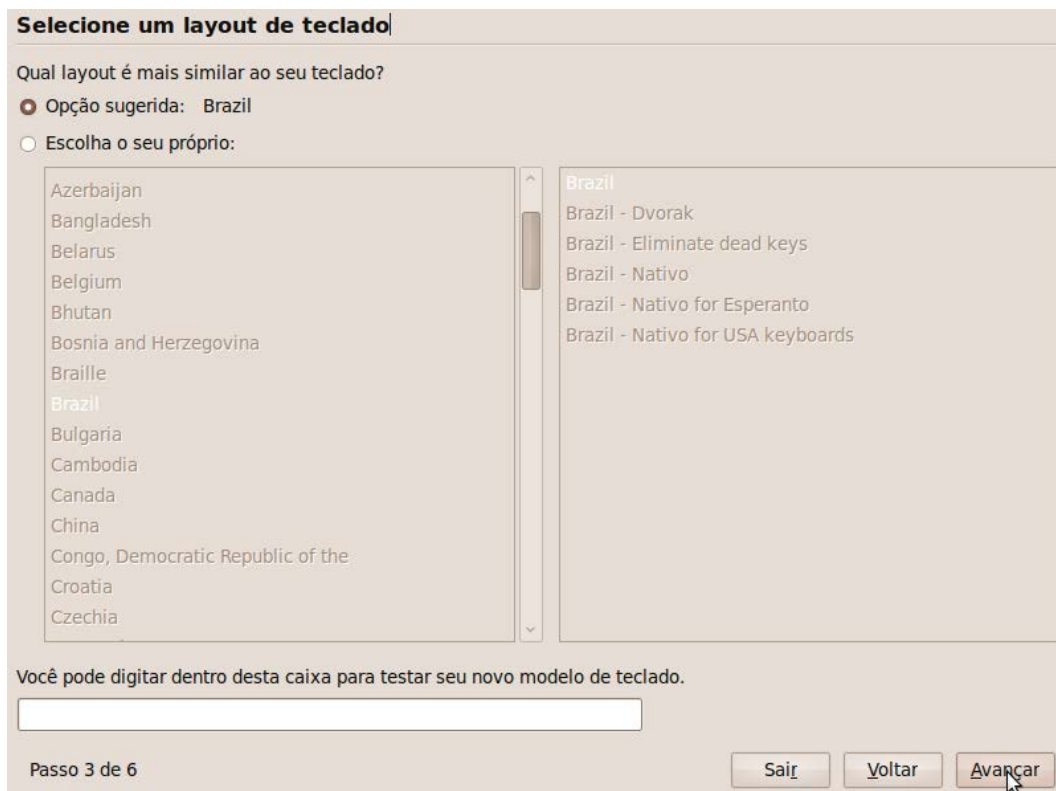 Selecione um layout de teclado
Qual layout é mais similar ao seu teclado?
Opção sugerida: Brazil
Escolha o seu próprio:
Azerbaijan
Bangladesh
Belarus
Belgium
Bhutan
Bosnia and Herzegovina
Braille
Brazil
Bulgaria
Cambodia
Canada
China
Congo, Democratic Republic of the
Croatia
Czechia
Brazil
Brazil - Dvorak
Brazil - Eliminate dead keys
Brazil - Nativo
Brazil - Nativo for Esperanto
Brazil - Nativo for USA keyboards
Você pode digitar dentro desta caixa para testar seu novo modelo de teclado.
Passo 3 de 6
Sair
Voltar
Avançar